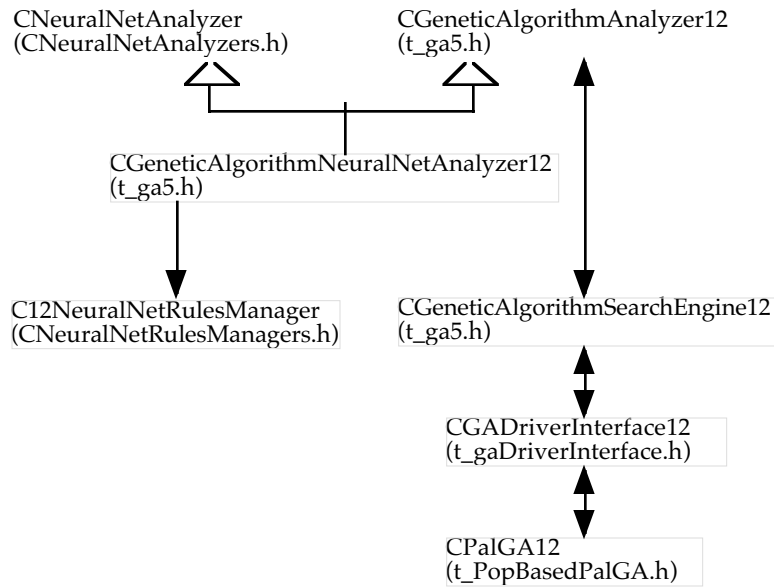 CNeuralNetAnalyzer
(CNeuralNetAnalyzers.h)
CGeneticAlgorithmAnalyzer12
(t_ga5.h)
CGeneticAlgorithmNeuralNetAnalyzer12
(t_ga5.h)
C12NeuralNetRulesManager
(CNeuralNetRulesManagers.h)
CGeneticAlgorithmSearchEngine12
(t_ga5.h)
CGADriverInterface12
(t_gaDriverInterface.h)
CPalGA12
(t_PopBasedPalGA.h)